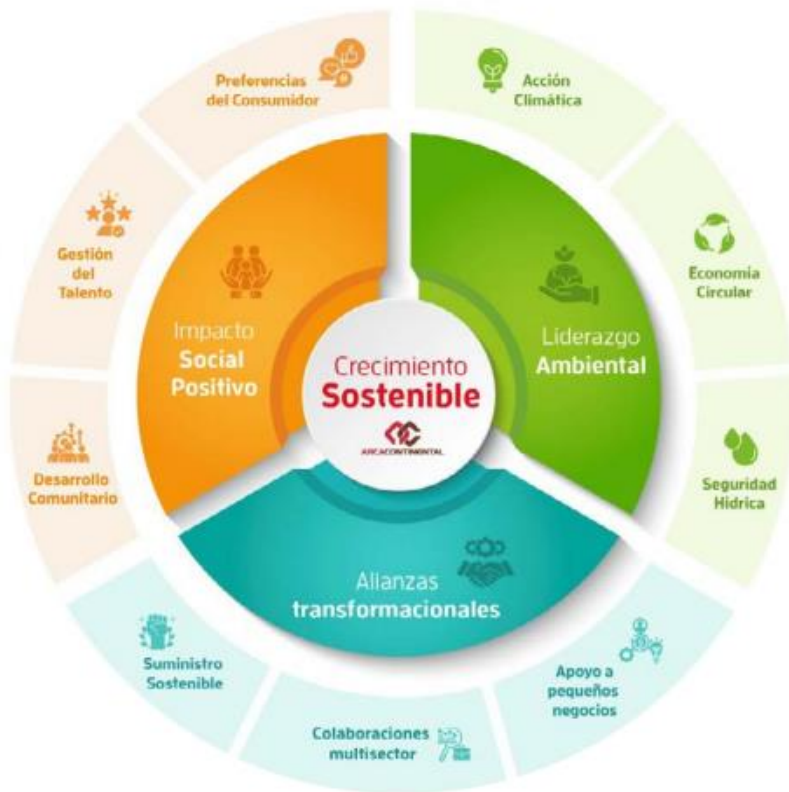 Preferencias
del Consumidor
Acción
Climática
Gestión
del
Talento
Economía
Circular
Impacto
Social
Positivo
Liderazgo
Ambiental
Crecimiento
Sostenible
ARCACONTINENTAL
Desarrollo
Comunitario
Seguridad
Hídrica
Alianzas
transformacionales
Suministro
Sostenible
Apoyo a
pequeños
negocios
Colaboraciones
multisector